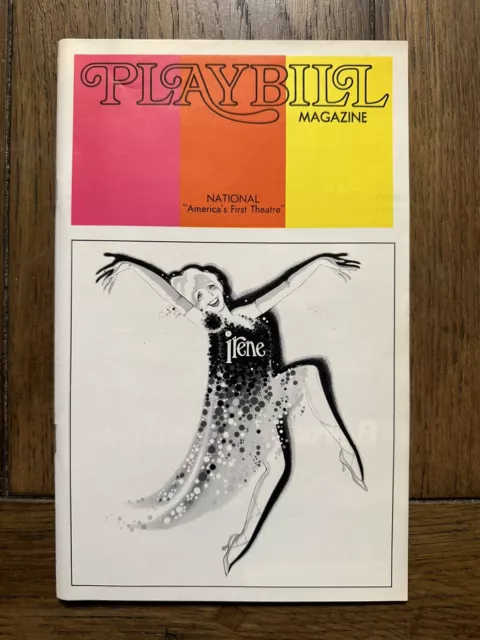 PLAYBILL
MAGAZINE
NATIONAL
"America's First Theatre"
irene